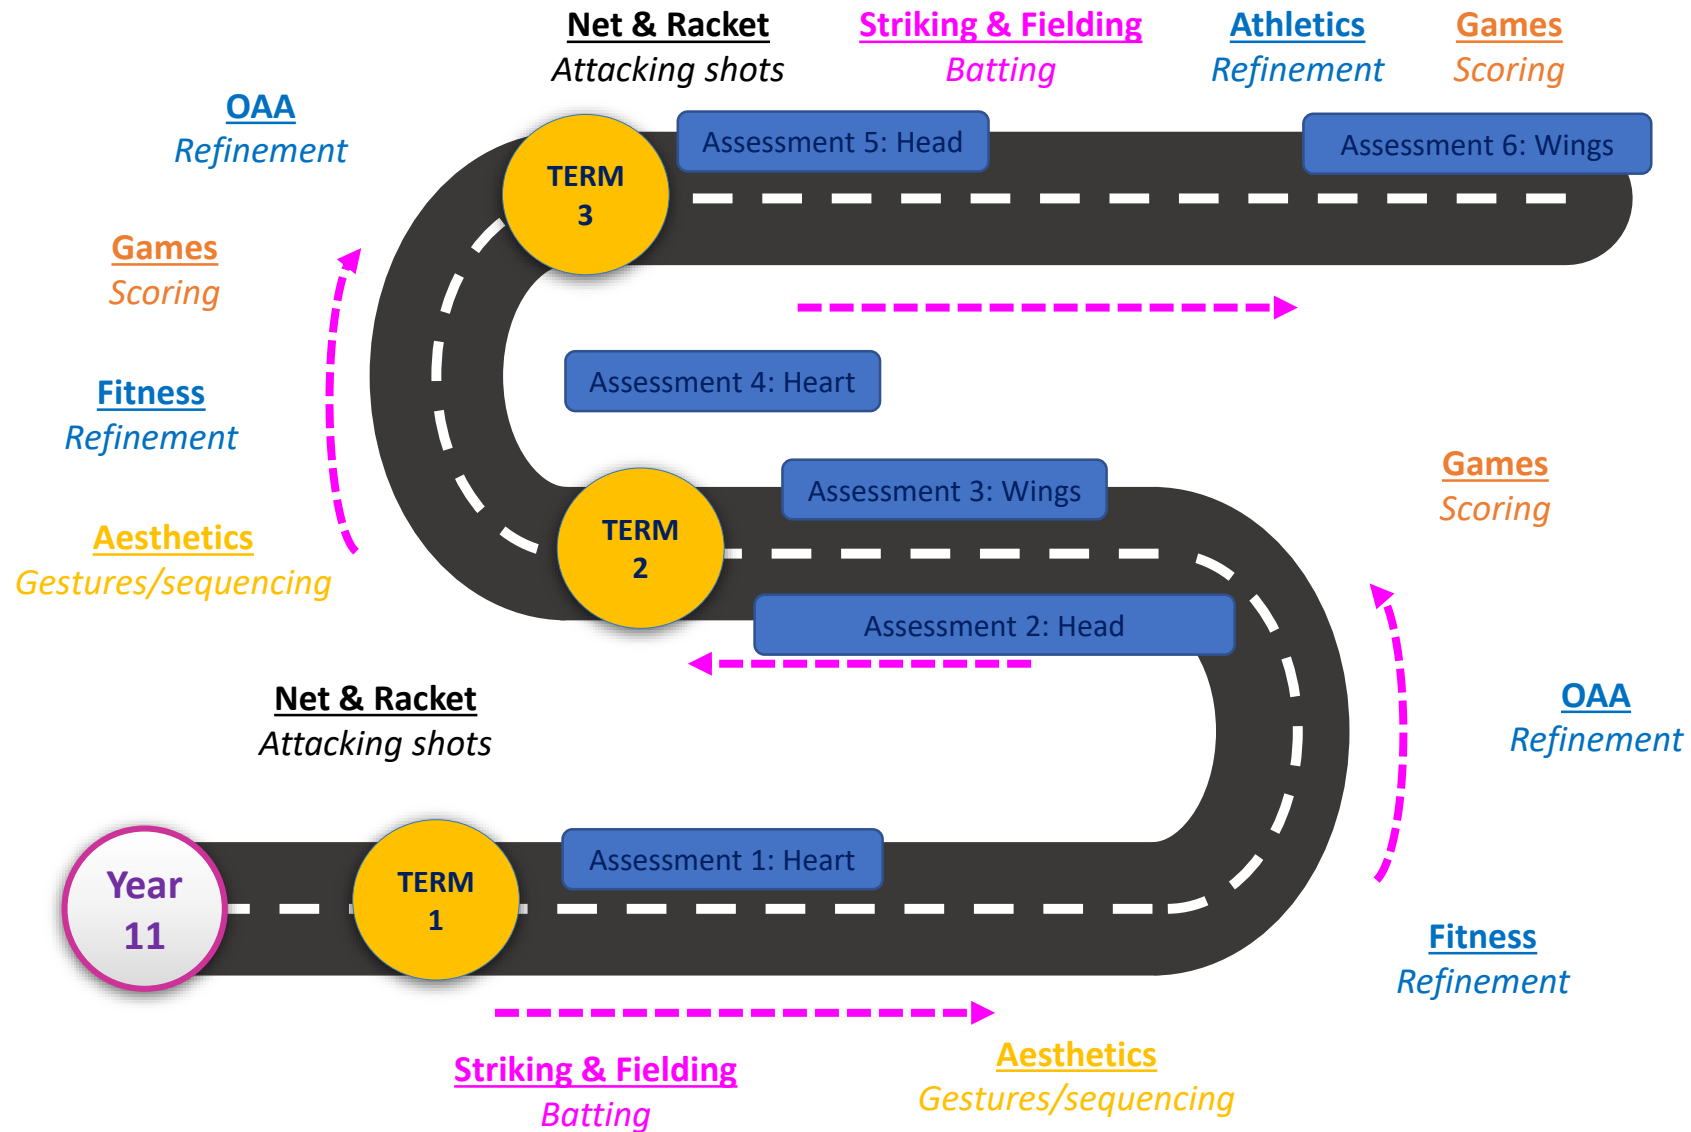 Net & Racket
Attacking shots
Striking & Fielding
Batting
Athletics
Refinement
Games
Scoring
OAA
Refinement
Assessment 5: Head
Assessment 6: Wings
TERM
3
Games
Scoring
Assessment 4: Heart
Fitness
Refinement
Assessment 3: Wings
Games
Scoring
Aesthetics
Gestures/sequencing
TERM
2
Assessment 2: Head
Net & Racket
Attacking shots
OAA
Refinement
Year
11
TERM
1
Assessment 1: Heart
Fitness
Refinement
Striking & Fielding
Batting
Aesthetics
Gestures/sequencing